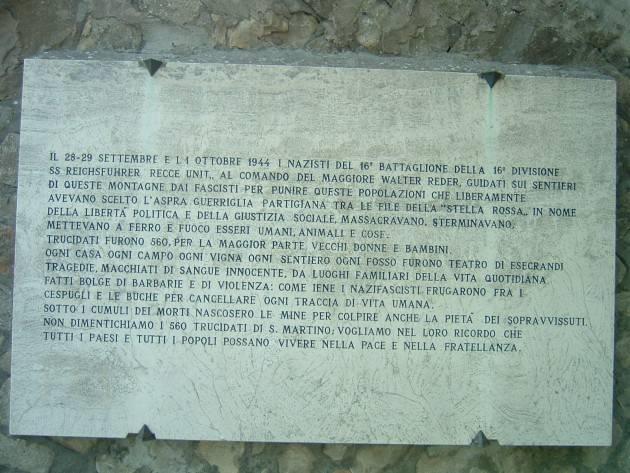 IL 28-29 SETTEMBRE E L'1 OTTOBRE 1944 I NAZISTI DEL 16° BATTAGLIONE DELLA 16° DIVISIONE
SS REICHSFUHRER RECCE UNIT., AL COMANDO DEL MAGGIORE WALTER REDER, GUIDATI SUI SENTIERI
DI QUESTE MONTAGNE DAI FASCISTI PER PUNIRE QUESTE POPOLAZIONI CHE LIBERAMENTE
AVEVANO SCELTO L'ASPRA GUERRIGLIA PARTIGIANA TRA LE FILE DELLA "STELLA ROSSA,, IN NOME
DELLA LIBERTÀ POLITICA E DELLA GIUSTIZIA SOCIALE, MASSACRAVANO, STERMINAVANO,
METTEVANO A FERRO E FUOCO ESSERI UMANI, ANIMALI E COSE.
TRUCIDATI FURONO 560, PER LA MAGGIOR PARTE VECCHI DONNE E BAMBINI.
OGNI CASA OGNI CAMPO OGNI VIGNA OGNI SENTIERO OGNI FOSSO FURONO TEATRO DI ESECRANDI
TRAGEDIE, MACCHIATI DI SANGUE INNOCENTE, DA LUOGHI FAMILIARI DELLA VITA QUOTIDIANA
FATTI BOLGE DI BARBARIE E DI VIOLENZA: COME IENE I NAZIFASCISTI FRUGARONO FRA I
CESPUGLI E LE BUCHE PER CANCELLARE OGNI TRACCIA DI VITA UMANA.
SOTTO I CUMULI DEI MORTI NASCOSERO LE MINE PER COLPIRE ANCHE LA PIETÀ DEI SOPRAVVISSUTI.
NON DIMENTICHIAMO I 560 TRUCIDATI DI S. MARTINO; VOGLIAMO NEL LORO RICORDO CHE
TUTTI I PAESI E TUTTI I POPOLI POSSANO VIVERE NELLA PACE E NELLA FRATELLANZA.